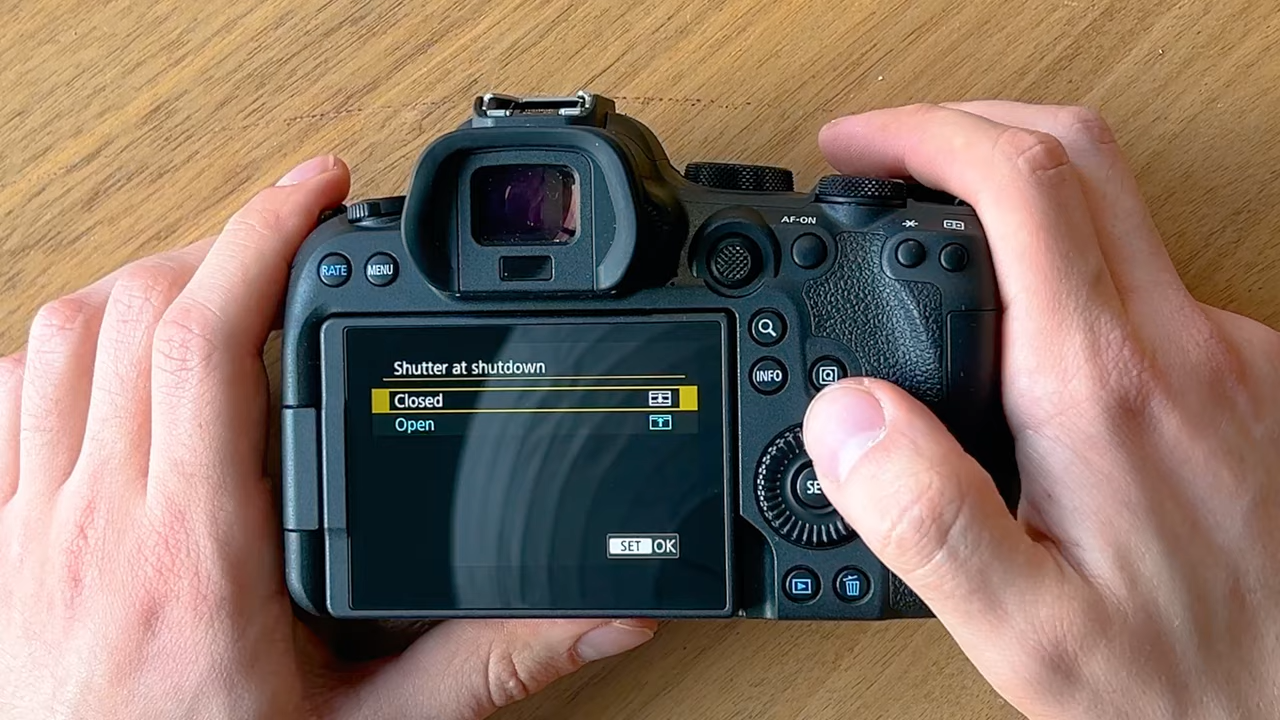 AF-ON
RATE
MENU
INFO
Q
Shutter at shutdown
Closed
Open
SET OK